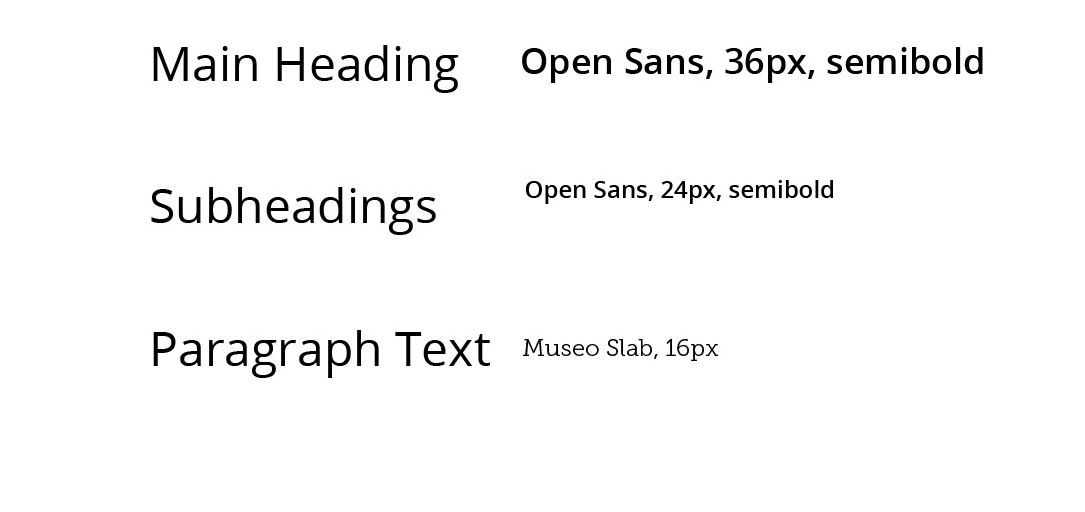 Main Heading Open Sans, 36px, semibold
Subheadings Open Sans, 24px, semibold
Paragraph Text Museo Slab, 16px